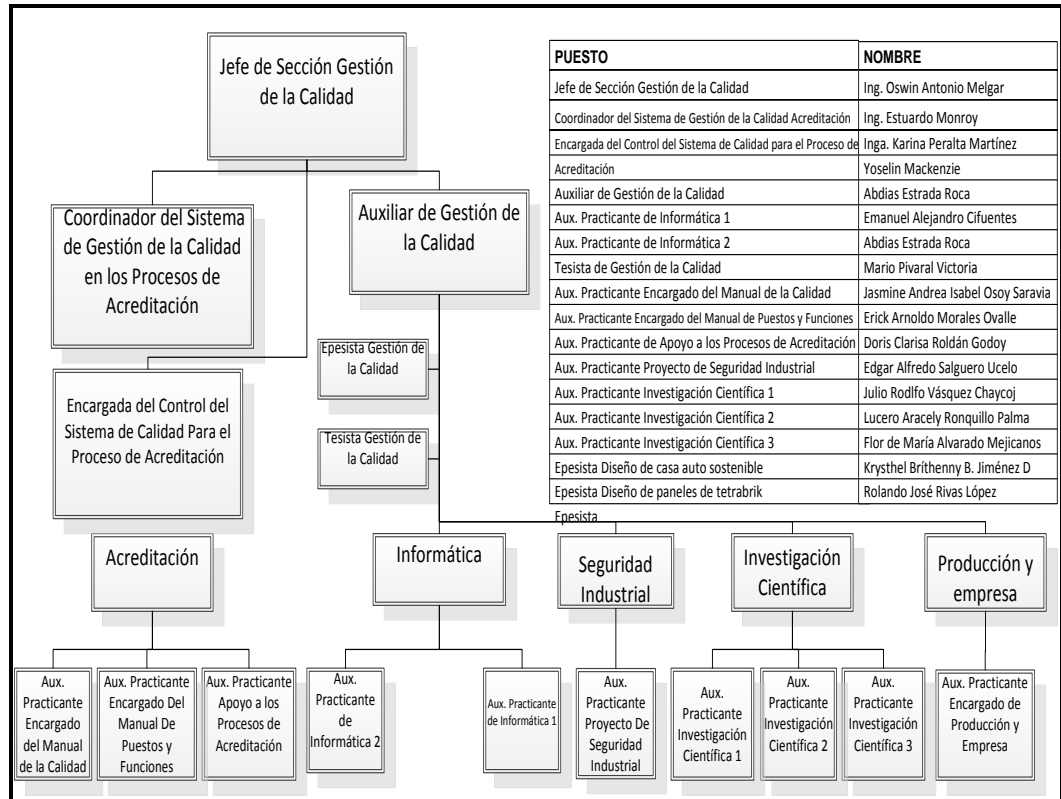 Jefe de Sección Gestión
de la Calidad
PUESTO NOMBRE
Jefe de Sección Gestión de la Calidad Ing. Oswin Antonio Melgar
Coordinador del Sistema de Gestión de la Calidad Acreditación Ing. Estuardo Monroy
Encargada del Control del Sistema de Calidad para el Proceso de Inga. Karina Peralta Martínez
Acreditación Yoselin Mackenzie
Auxiliar de Gestión de la Calidad Abdias Estrada Roca
Aux. Practicante de Informática 1 Emanuel Alejandro Cifuentes
Aux. Practicante de Informática 2 Abdias Estrada Roca
Tesista de Gestión de la Calidad Mario Pivaral Victoria
Aux. Practicante Encargado del Manual de la Calidad Jasmine Andrea Isabel Osoy Saravia
Aux. Practicante Encargado del Manual de Puestos y Funciones Erick Arnoldo Morales Ovalle
Aux. Practicante de Apoyo a los Procesos de Acreditación Doris Clarisa Roldán Godoy
Aux. Practicante Proyecto de Seguridad Industrial Edgar Alfredo Salguero Ucelo
Aux. Practicante Investigación Científica 1 Julio Rodlfo Vásquez Chaycoj
Aux. Practicante Investigación Científica 2 Lucero Aracely Ronquillo Palma
Aux. Practicante Investigación Científica 3 Flor de María Alvarado Mejicanos
Epesista Diseño de casa auto sostenible Krysthel Bríthenny B. Jiménez D
Epesista Diseño de paneles de tetrabrik Rolando José Rivas López
Epesista
Coordinador del Sistema
de Gestión de la Calidad
en los Procesos de
Acreditación
Auxiliar de Gestión de
la Calidad
Epesista Gestión de
la Calidad
Encargada del Control del
Sistema de Calidad Para el
Proceso de Acreditación
Tesista Gestión de
la Calidad
Acreditación
Informática
Seguridad
Industrial
Investigación
Científica
Producción y
empresa
Aux.
Practicante
Encargado
del Manual
de la Calidad
Aux. Practicante
Encargado Del
Manual De
Puestos y
Funciones
Aux. Practicante
Apoyo a los
Procesos de
Acreditación
Aux.
Practicante
de
Informática 2
Aux. Practicante
de Informática 1
Aux.
Practicante
Proyecto De
Seguridad
Industrial
Aux.
Practicante
Investigación
Científica 1
Aux.
Practicante
Investigación
Científica 2
Aux.
Practicante
Investigación
Científica 3
Aux. Practicante
Encargado de
Producción y
Empresa